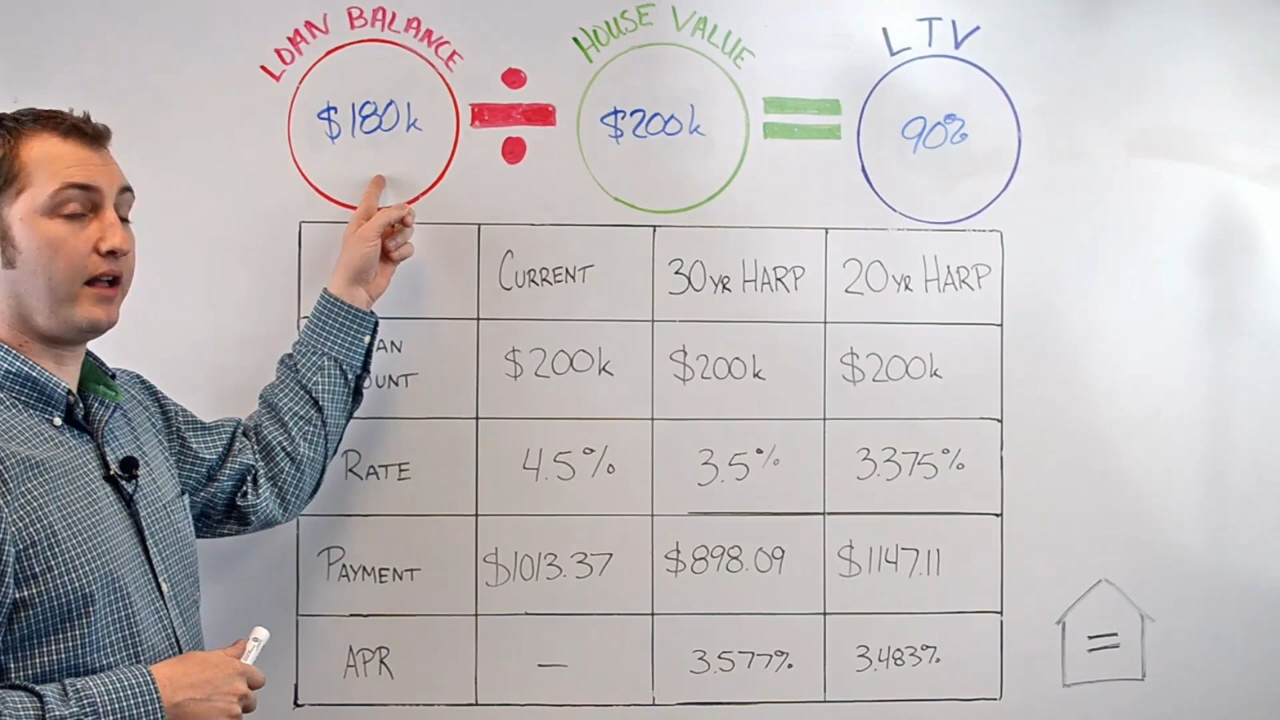 LOAN BALANCE
HOUSE VALUE
LTV
$180k ÷ $200k = 90%
CURRENT 30YR HARP 20YR HARP
$200k $200k $200k
RATE 4.5% 3.5% 3.375%
PAYMENT $1013.37 $898.09 $1147.11
APR — 3.577% 3.483%
=